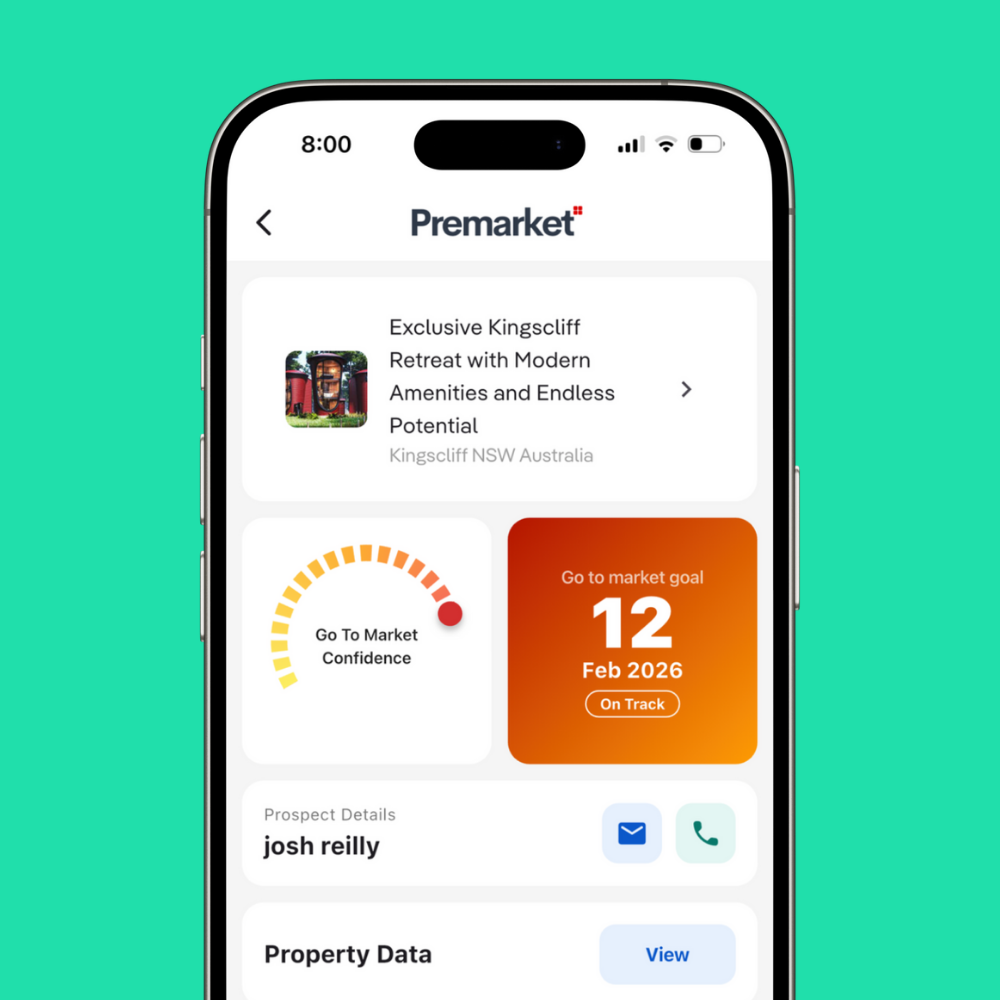 8:00
Premarket
Exclusive Kingscliff
Retreat with Modern
Amenities and Endless
Potential
Kingscliff NSW Australia
Go To Market
Confidence
Go to market goal
12
Feb 2026
On Track
Prospect Details
josh reilly
Property Data
View